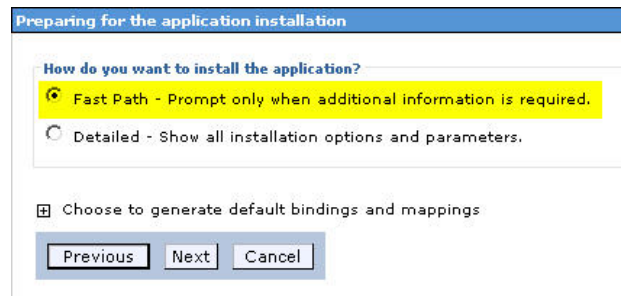 Preparing for the application installation
How do you want to install the application?
Fast Path - Prompt only when additional information is required.
Detailed - Show all installation options and parameters.
Choose to generate default bindings and mappings
Previous Next Cancel